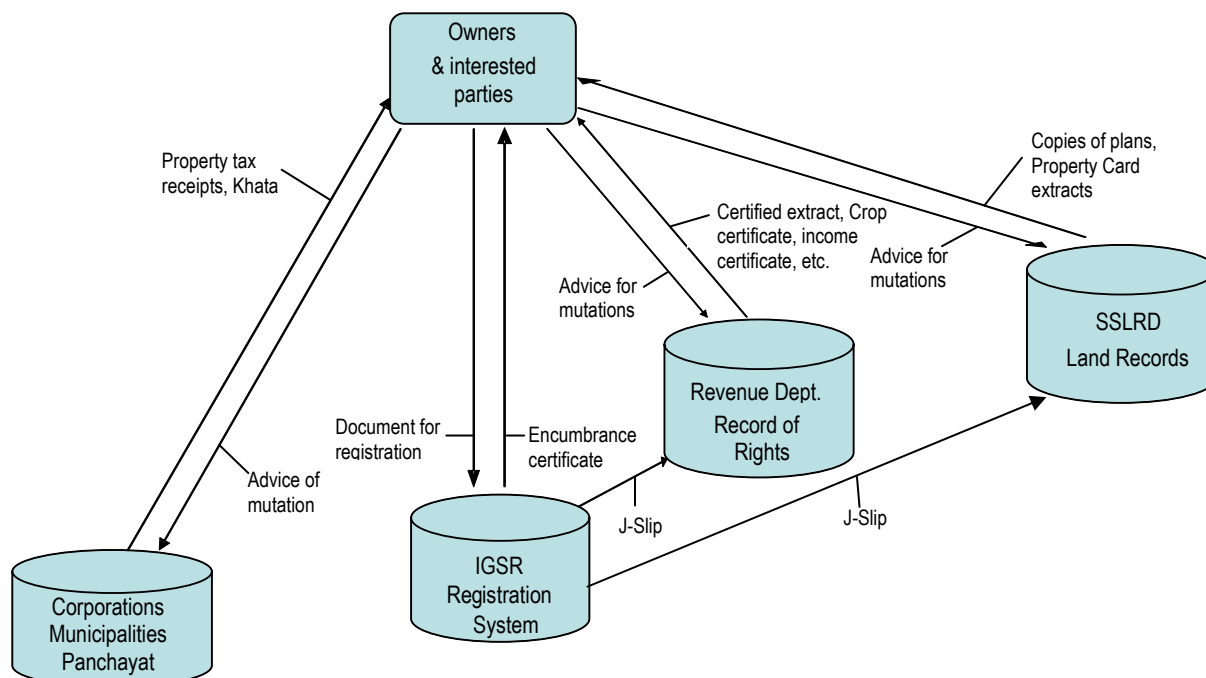 Owners
& interested
parties
Property tax
receipts, Khata
Copies of plans,
Property Card
extracts
Certified extract, Crop
certificate, income
certificate, etc.
Advice for
mutations
Advice for
mutations
SSLRD
Land Records
Revenue Dept.
Record of
Rights
Document for
registration
Encumbrance
certificate
Advice of
mutation
J-Slip
J-Slip
IGSR
Registration
System
Corporations
Municipalities
Panchayat